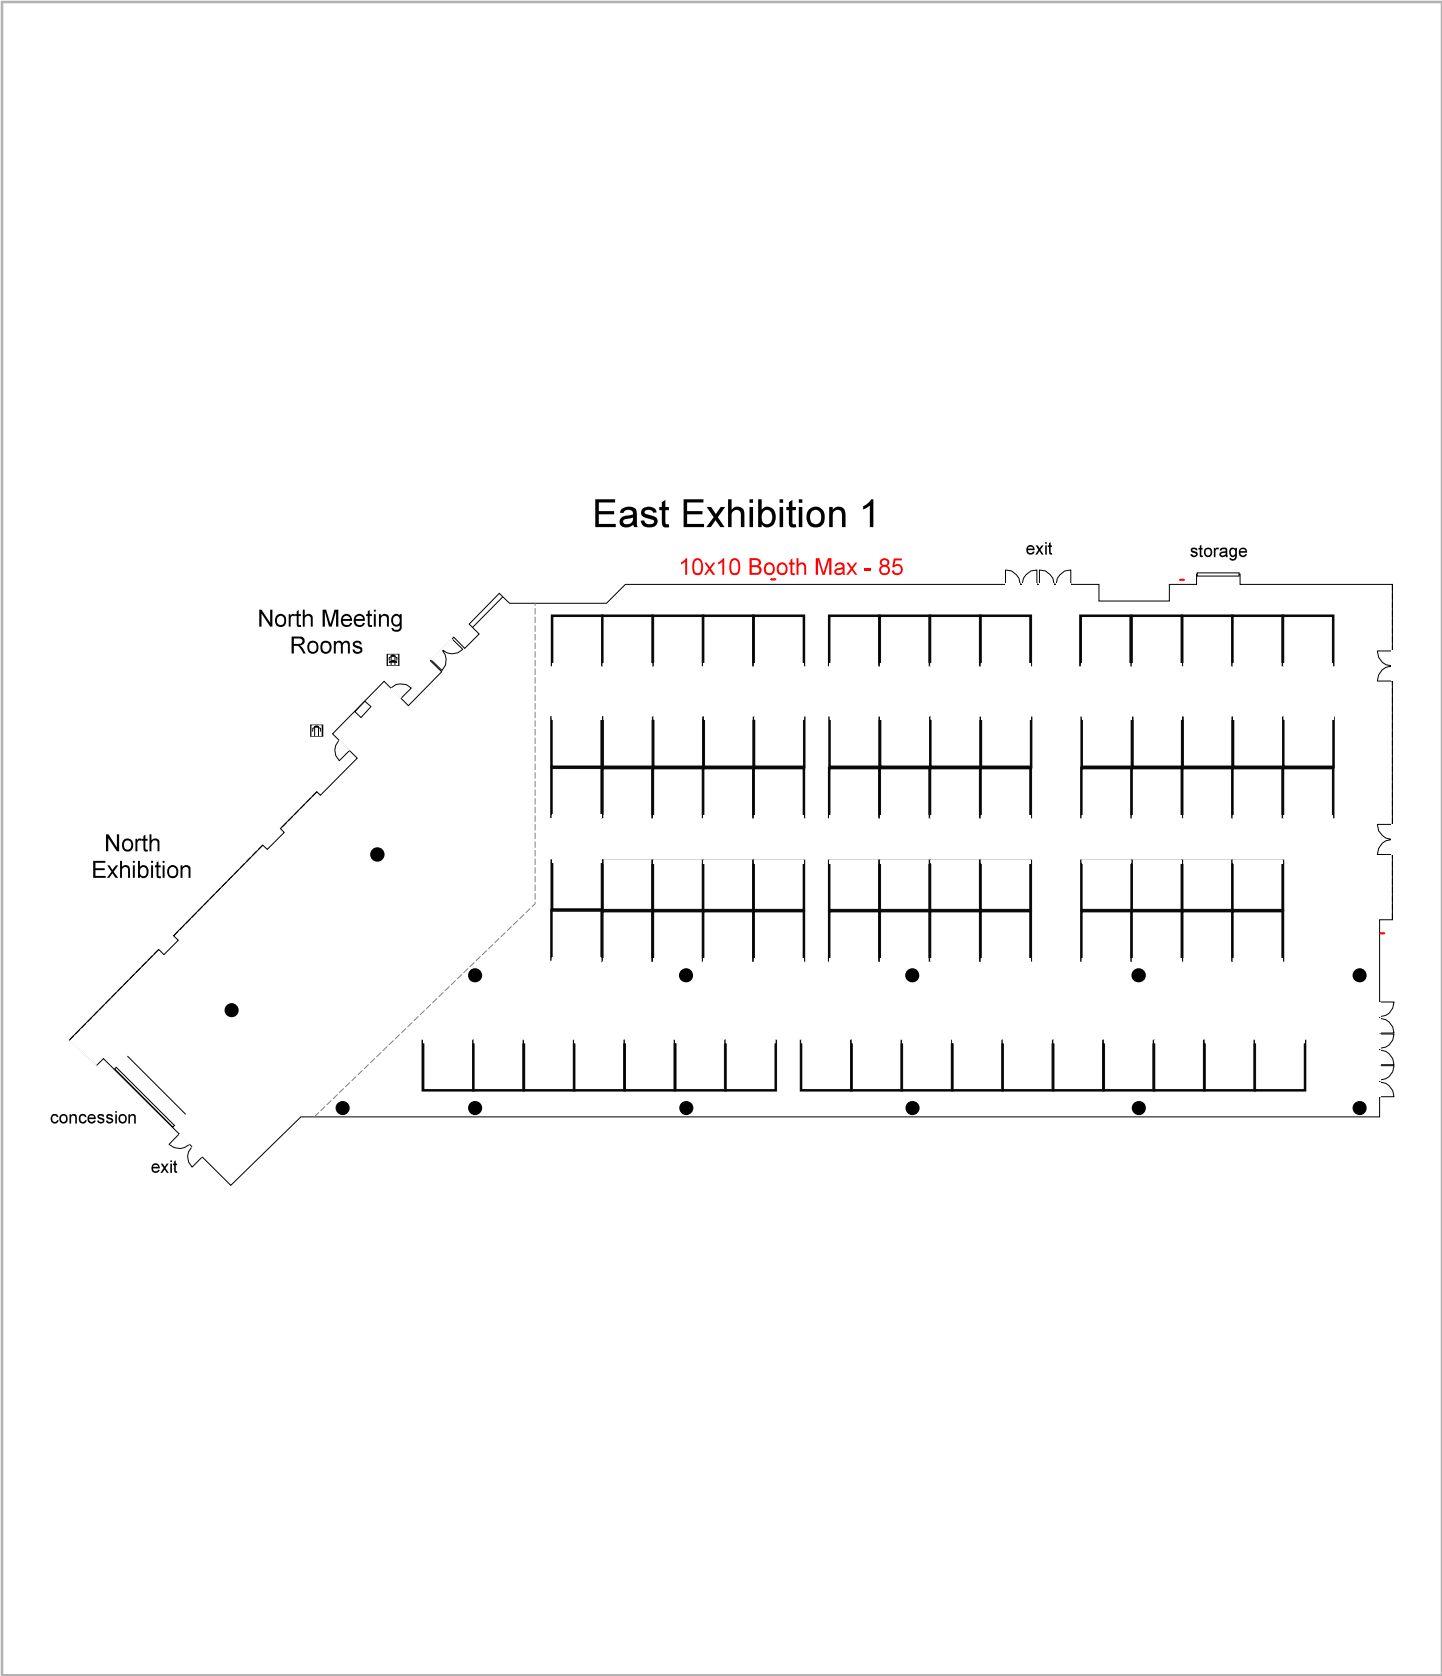 East Exhibition 1
10x10 Booth Max - 85
exit
storage
North Meeting
Rooms
North
Exhibition
concession
exit